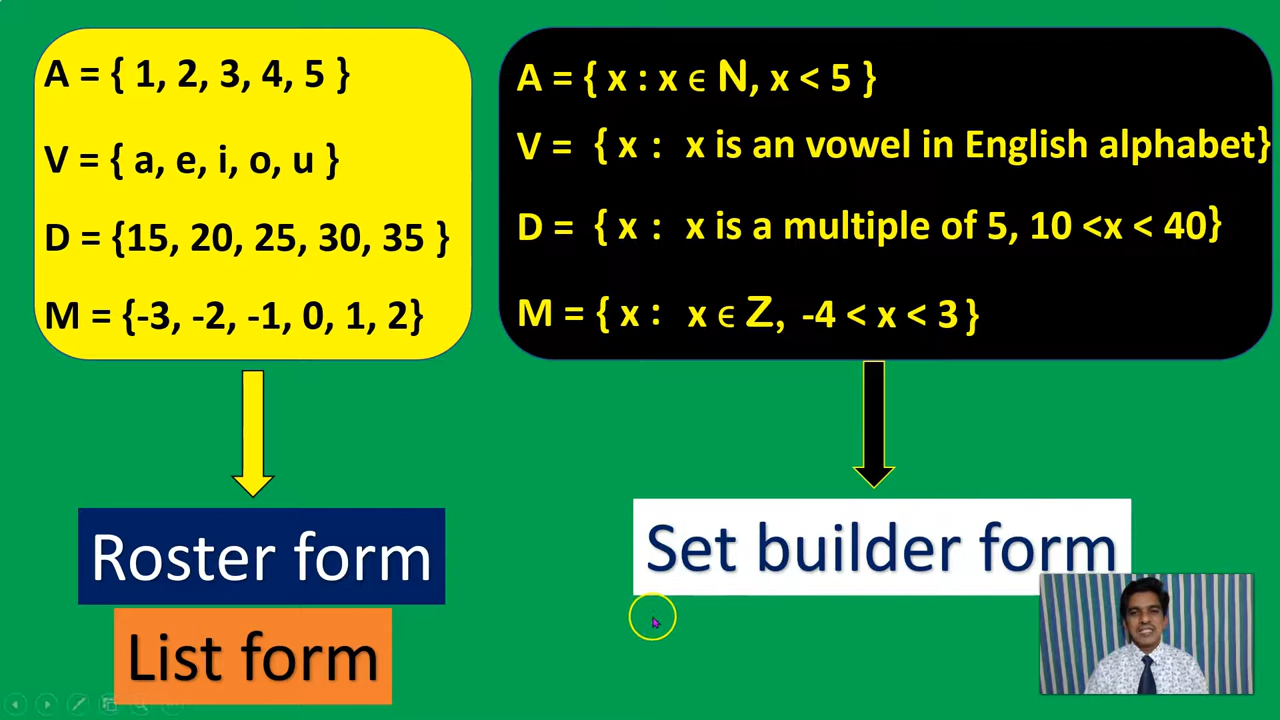 A = { 1, 2, 3, 4, 5 }
V = { a, e, i, o, u }
D = {15, 20, 25, 30, 35 }
M = {-3, -2, -1, 0, 1, 2}
A = { x : x ϵ N, x < 5 }
V = { x : x is an vowel in English alphabet}
D = { x : x is a multiple of 5, 10 <x < 40}
M = { x : x ϵ Z, -4 < x < 3 }
Roster form
List form
Set builder form